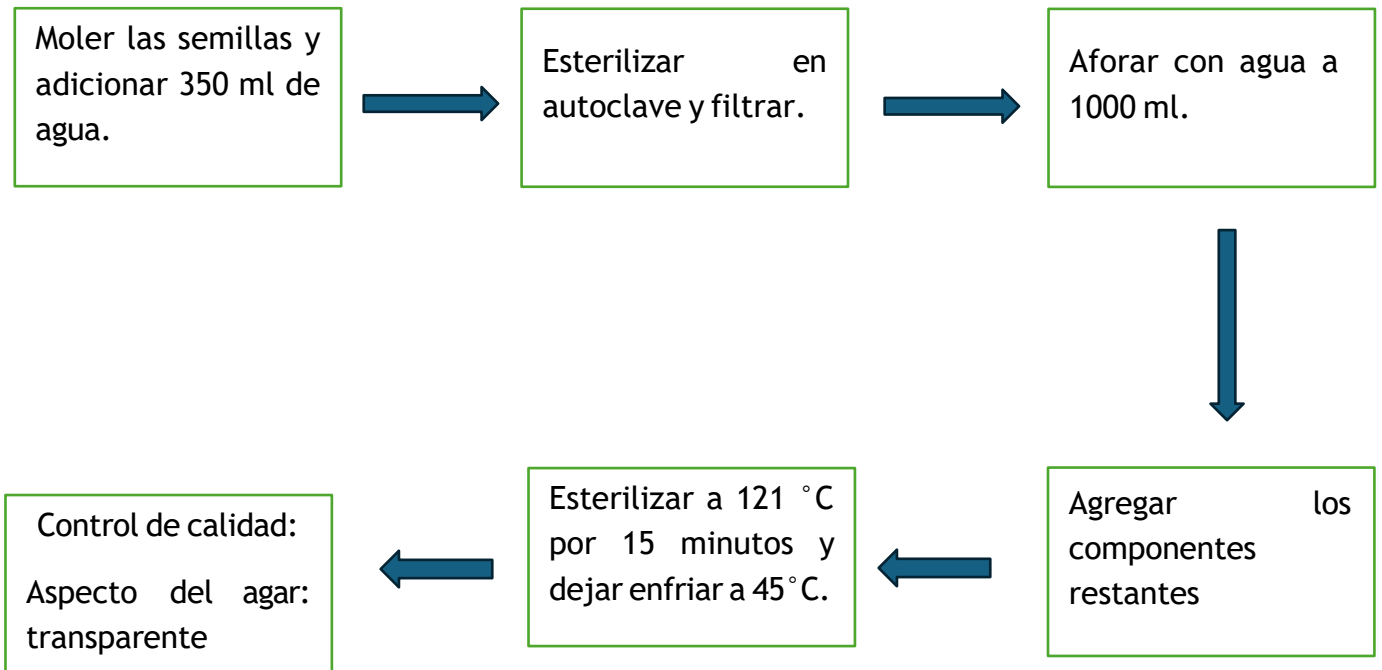 Moler las semillas y
adicionar 350 ml de
agua.
Esterilizar en
autoclave y filtrar.
Aforar con agua a
1000 ml.
Agregar los
componentes
restantes
Esterilizar a 121 °C
por 15 minutos y
dejar enfriar a 45°C.
Control de calidad:
Aspecto del agar:
transparente